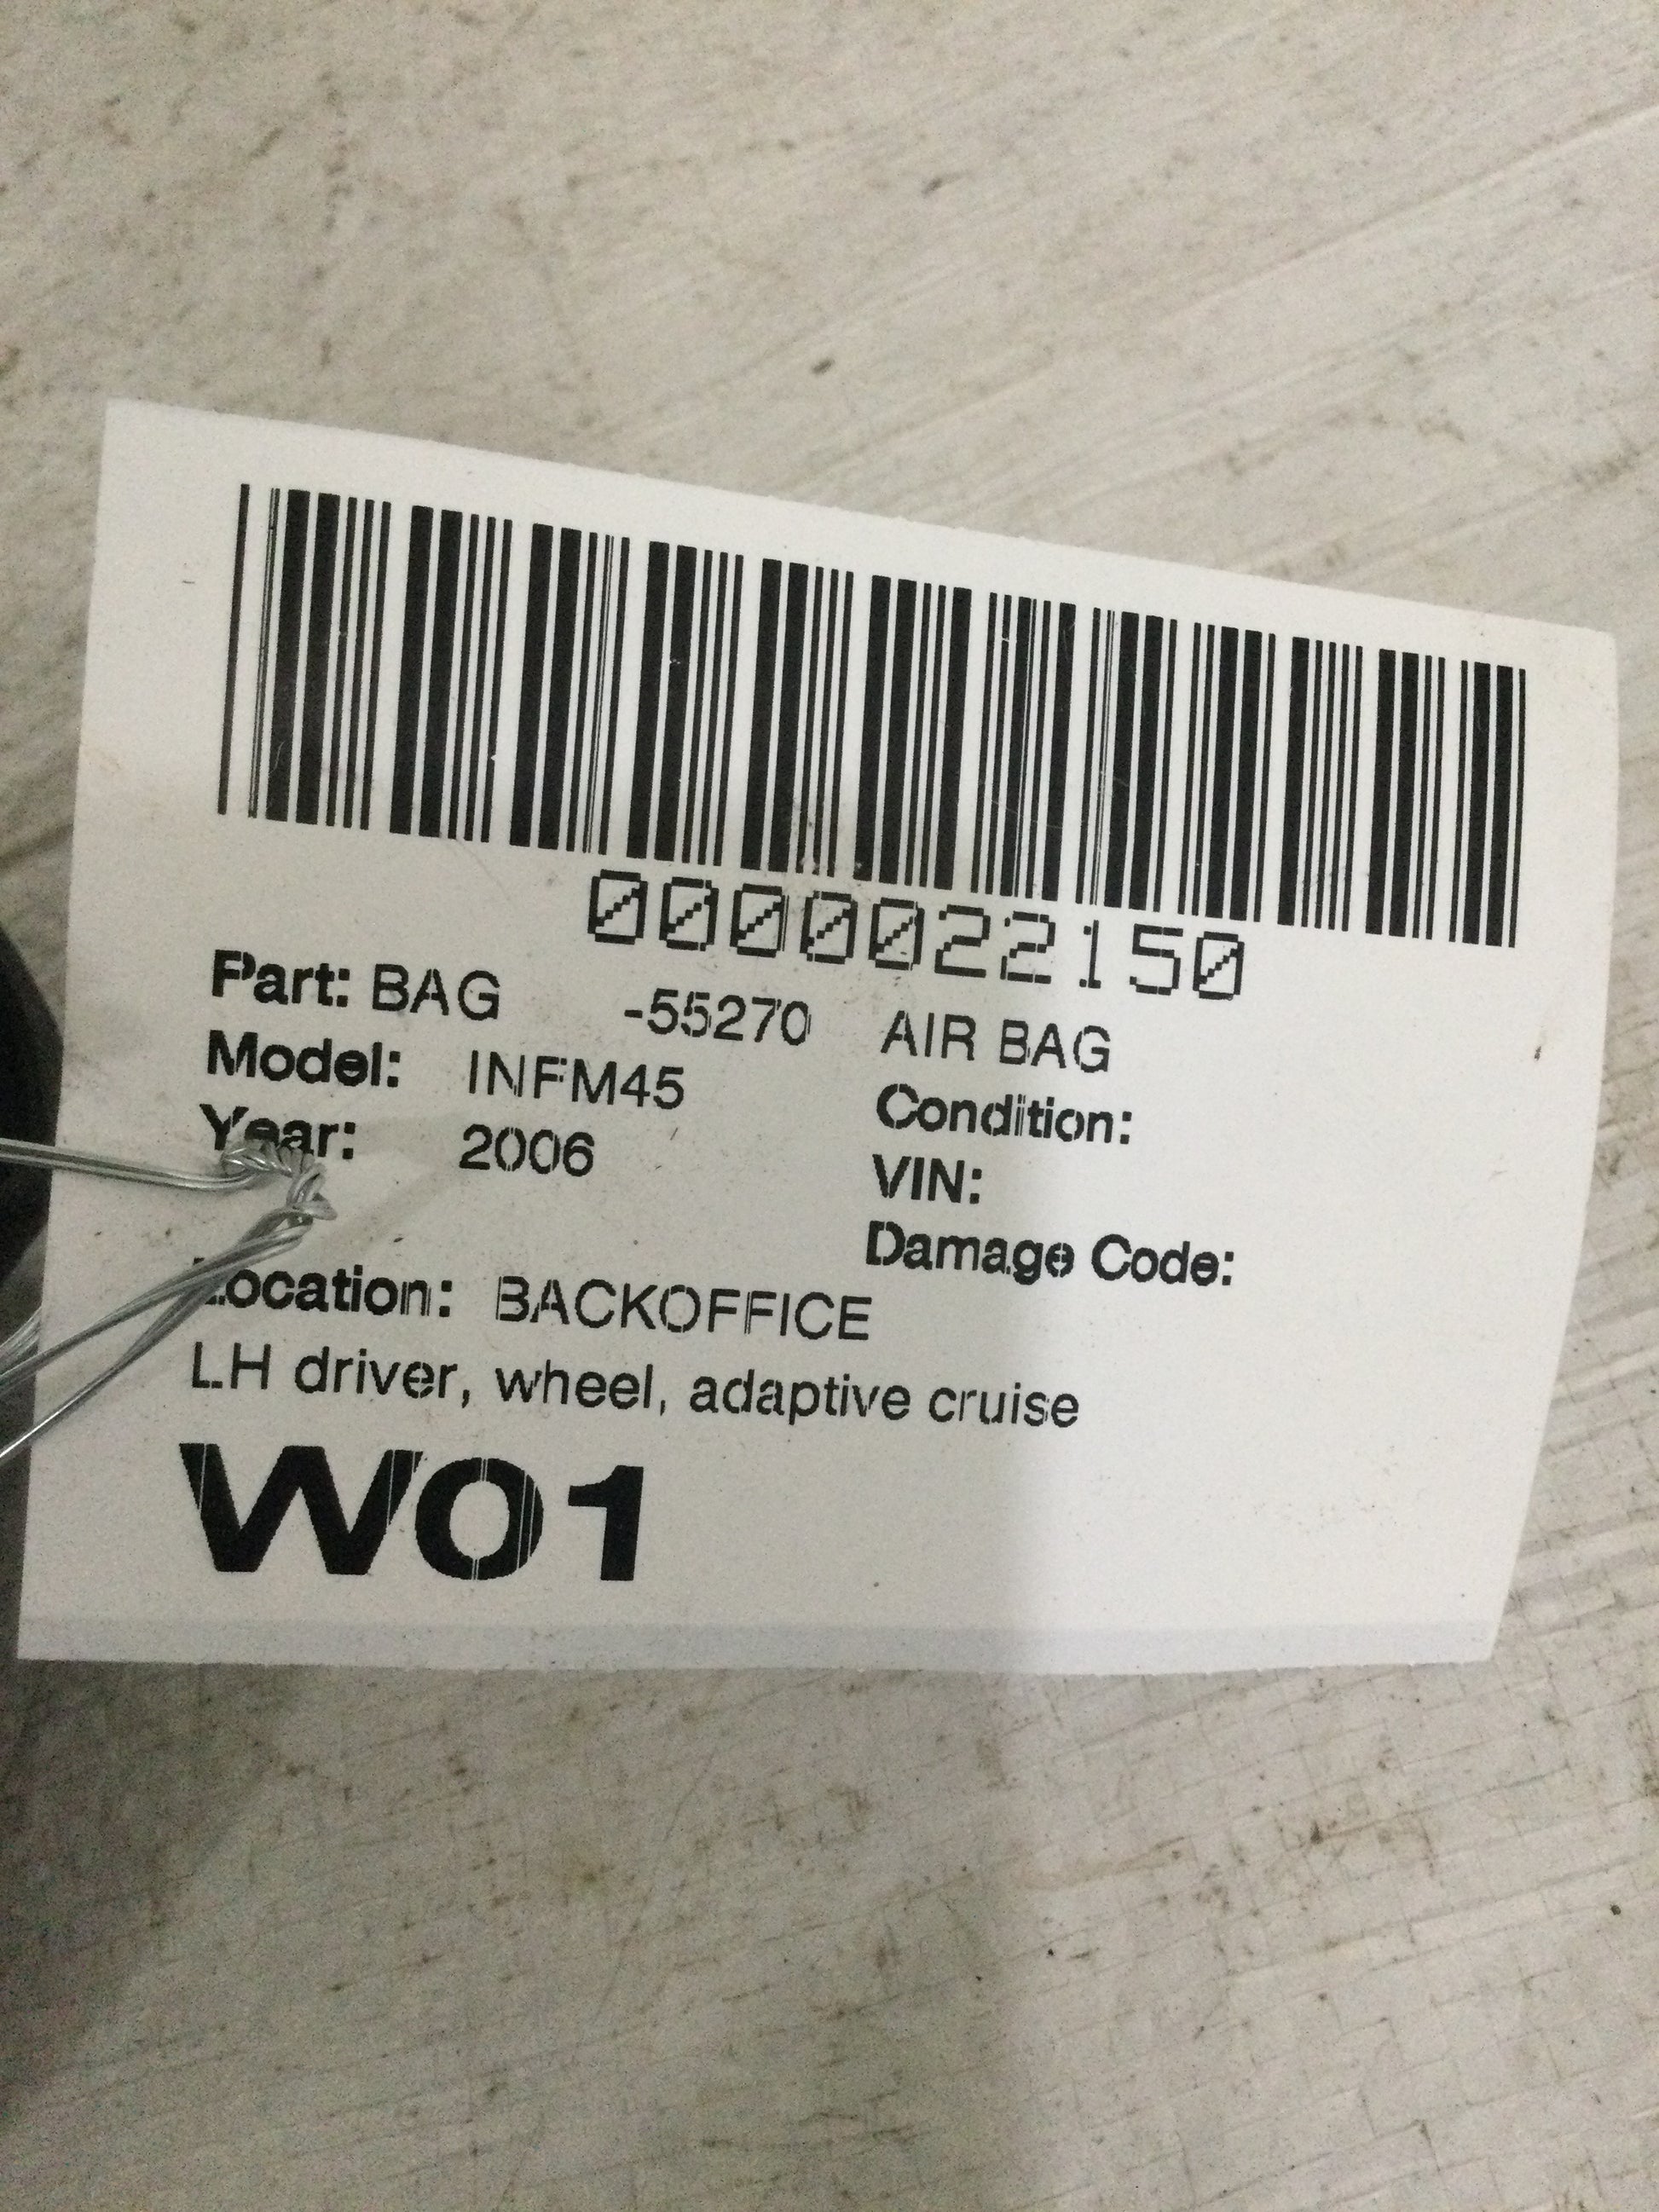 0000022150
Part: BAG -55270 AIR BAG
Model: INFM45 Condition:
Year: 2006 VIN:
Damage Code:
Location: BACKOFFICE
LH driver, wheel, adaptive cruise
W01